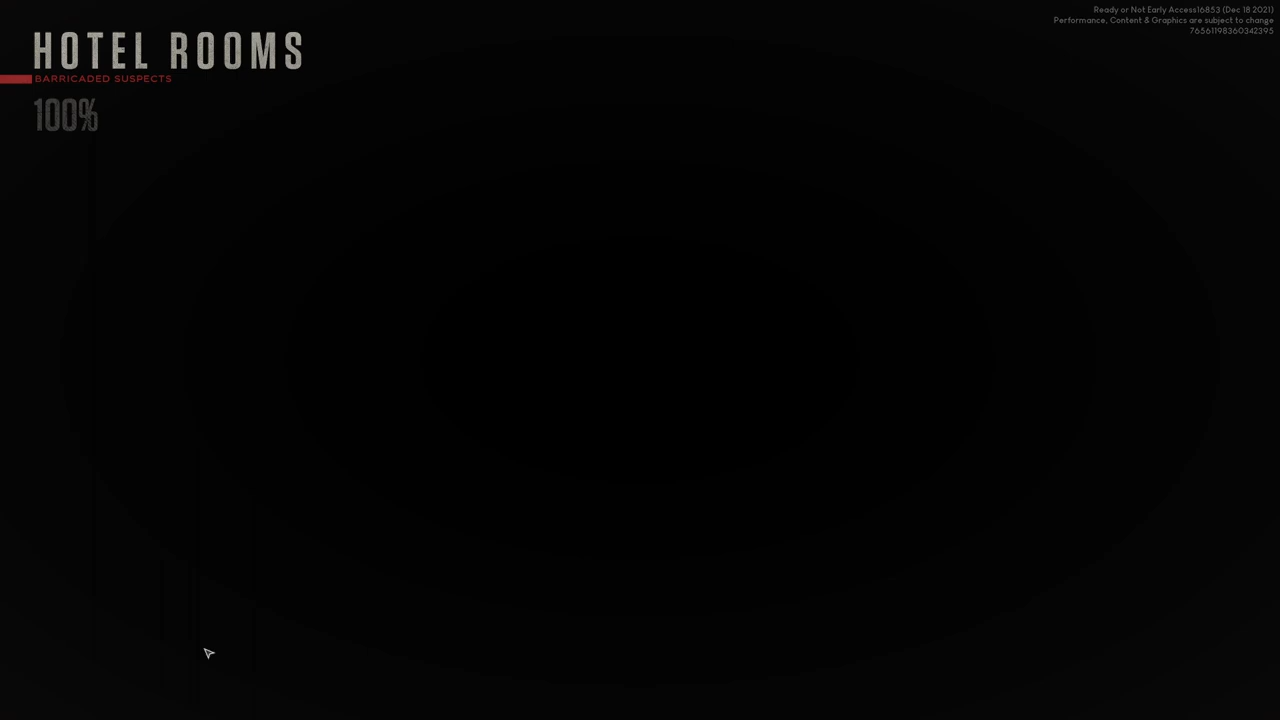 HOTEL ROOMS
BARRICADED SUSPECTS
100%
Ready or Not Early Access16853 (Dec 18 2021)
Performance, Content & Graphics are subject to change
76561198360342395